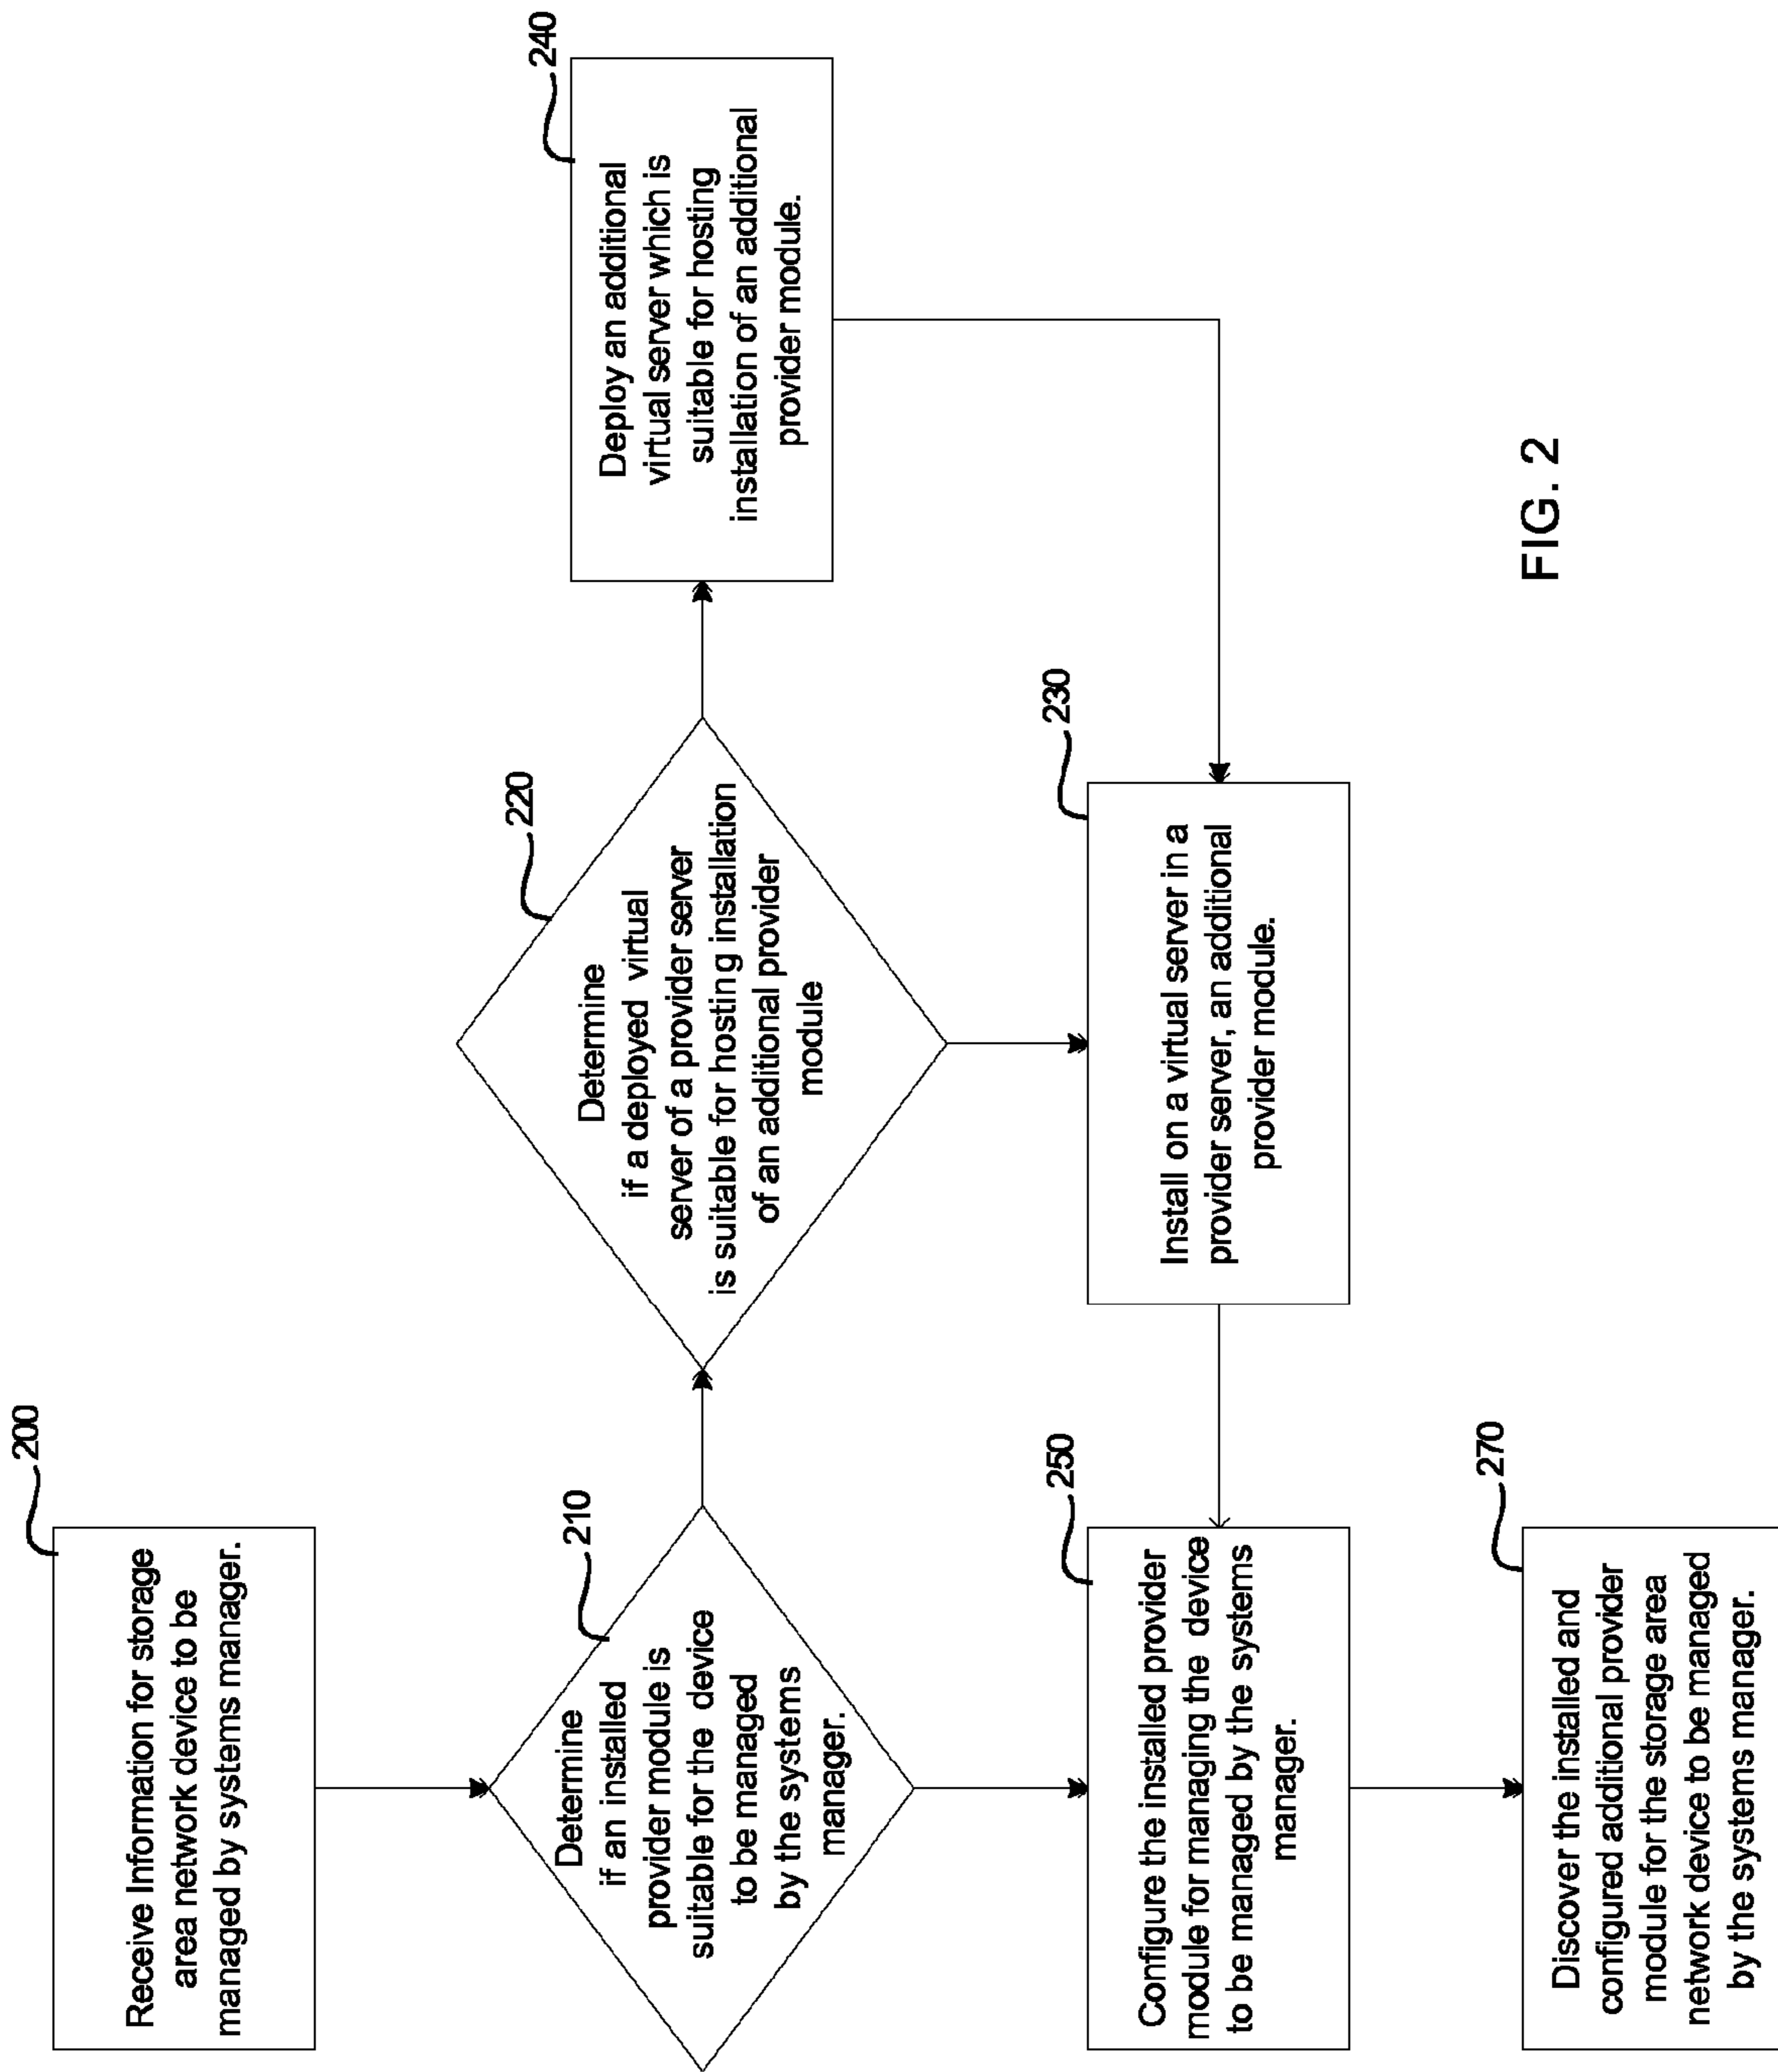 200
Receive Information for storage
area network device to be
managed by systems manager.
210
Determine
if an installed
provider module is
suitable for the device
to be managed
by the systems
manager.
220
Determine
if a deployed virtual
server of a provider server
is suitable for hosting installation
of an additional provider
module
240
Deploy an additional
virtual server which is
suitable for hosting
installation of an additional
provider module.
230
Install on a virtual server in a
provider server, an additional
provider module.
250
Configure the installed provider
module for managing the device
to be managed by the systems
manager.
270
Discover the installed and
configured additional provider
module for the storage area
network device to be managed
by the systems manager.
FIG. 2